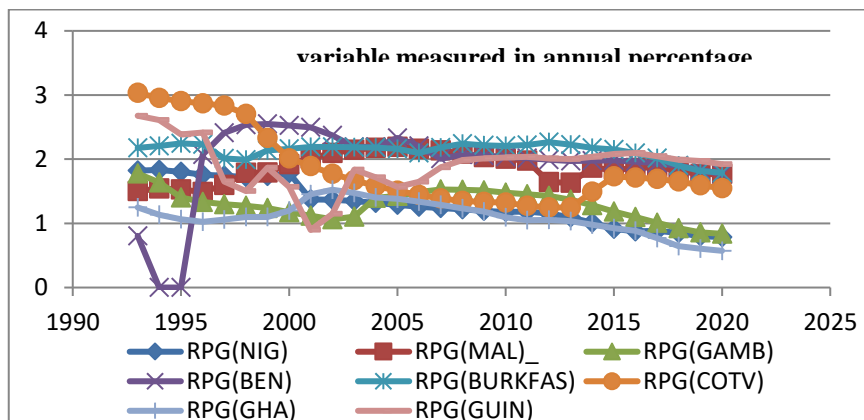 variable measured in annual percentage
4
3
2
1
0
1990 1995 2000 2005 2010 2015 2020 2025
RPG(NIG) RPG(MAL)_ RPG(GAMB)
RPG(BEN) RPG(BURKFAS) RPG(COTV)
RPG(GHA) RPG(GUIN)